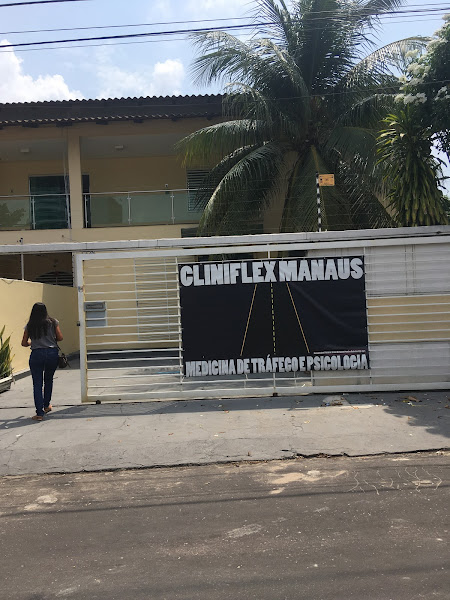 CLINIFLEX MANAUS
MEDICINA DE TRÁFEGO E PSICOLOGIA